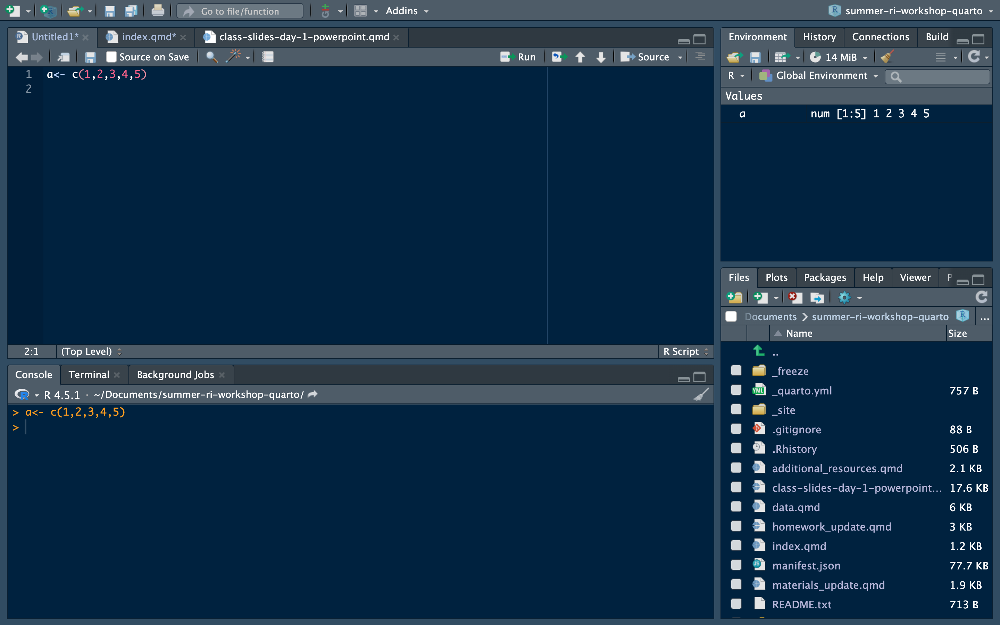 Go to file/function
Addins
summer-ri-workshop-quarto
Untitled1*
index.qmd*
class-slides-day-1-powerpoint.qmd
Source on Save
Run
Source
1 a<- c(1,2,3,4,5)
2
2:1
(Top Level)
R Script
Console
Terminal
Background Jobs
R 4.5.1 · ~/Documents/summer-ri-workshop-quarto/
> a<- c(1,2,3,4,5)
>
Environment
History
Connections
Build
14 MiB
R
Global Environment
Values
a num [1:5] 1 2 3 4 5
Files
Plots
Packages
Help
Viewer
P
Documents > summer-ri-workshop-quarto ...
Name Size
..
_freeze
_quarto.yml 757 B
_site
.gitignore 88 B
.Rhistory 506 B
additional_resources.qmd 2.1 KB
class-slides-day-1-powerpoint... 17.6 KB
data.qmd 6 KB
homework_update.qmd 3 KB
index.qmd 1.2 KB
manifest.json 77.7 KB
materials_update.qmd 1.9 KB
README.txt 713 B